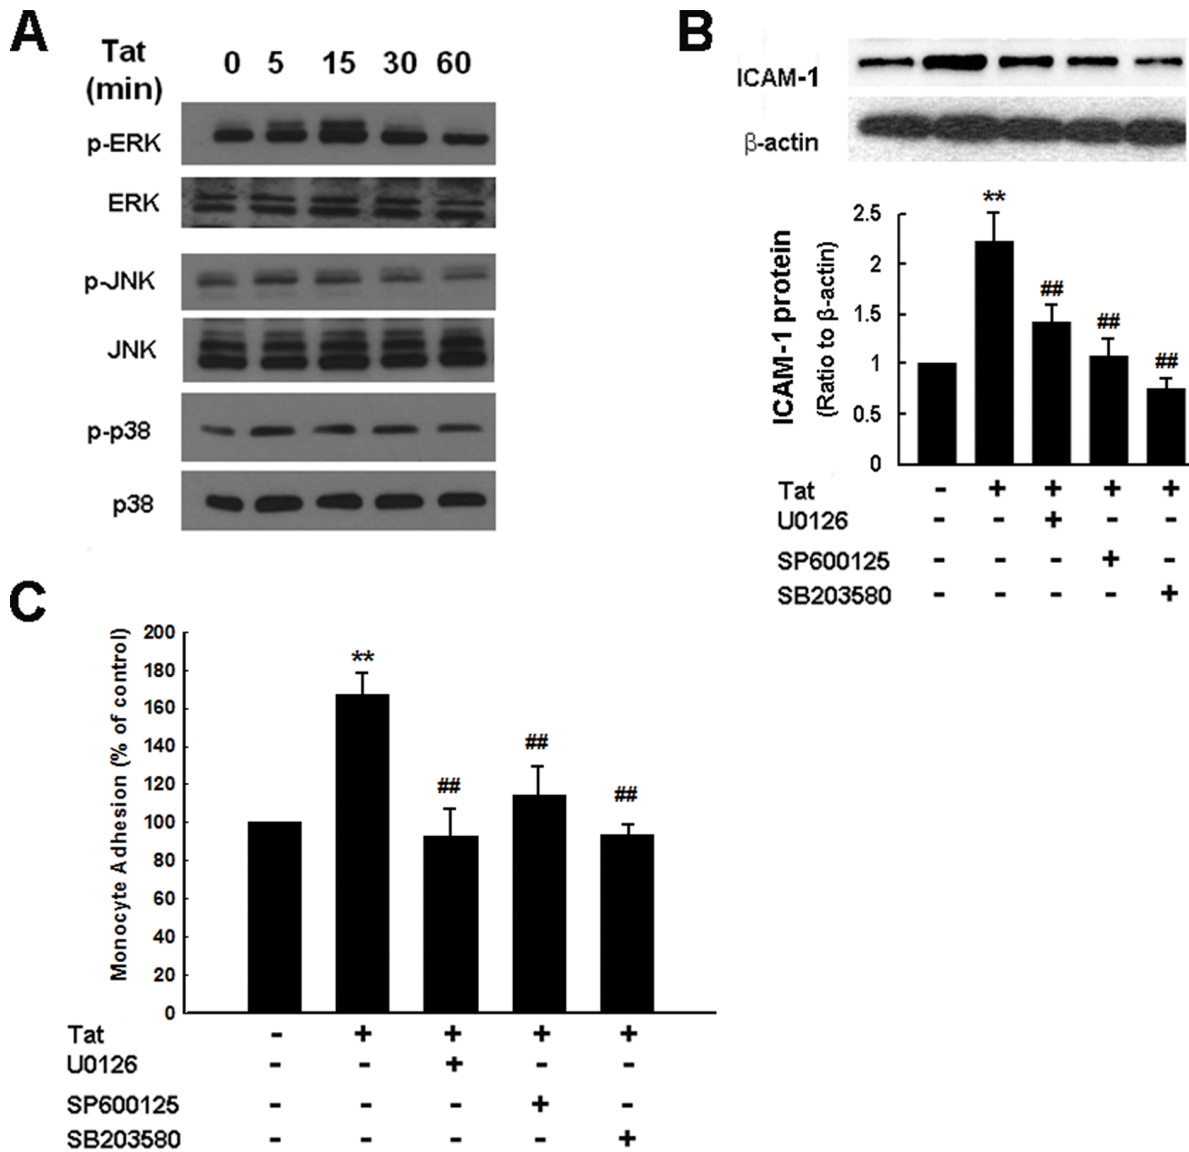 A
Tat
(min)
0 5 15 30 60
p-ERK
ERK
p-JNK
JNK
p-p38
p38
B
ICAM-1
β-actin
ICAM-1 protein
(Ratio to β-actin)
2.5
2
1.5
1
0.5
0
**
##
##
##
Tat - + + + +
U0126 - - + - -
SP600125 - - - + -
SB203580 - - - - +
C
Monocyte Adhesion (% of control)
200
180
160
140
120
100
80
60
40
20
0
**
##
##
##
Tat - + + + +
U0126 - - + - -
SP600125 - - - + -
SB203580 - - - - +